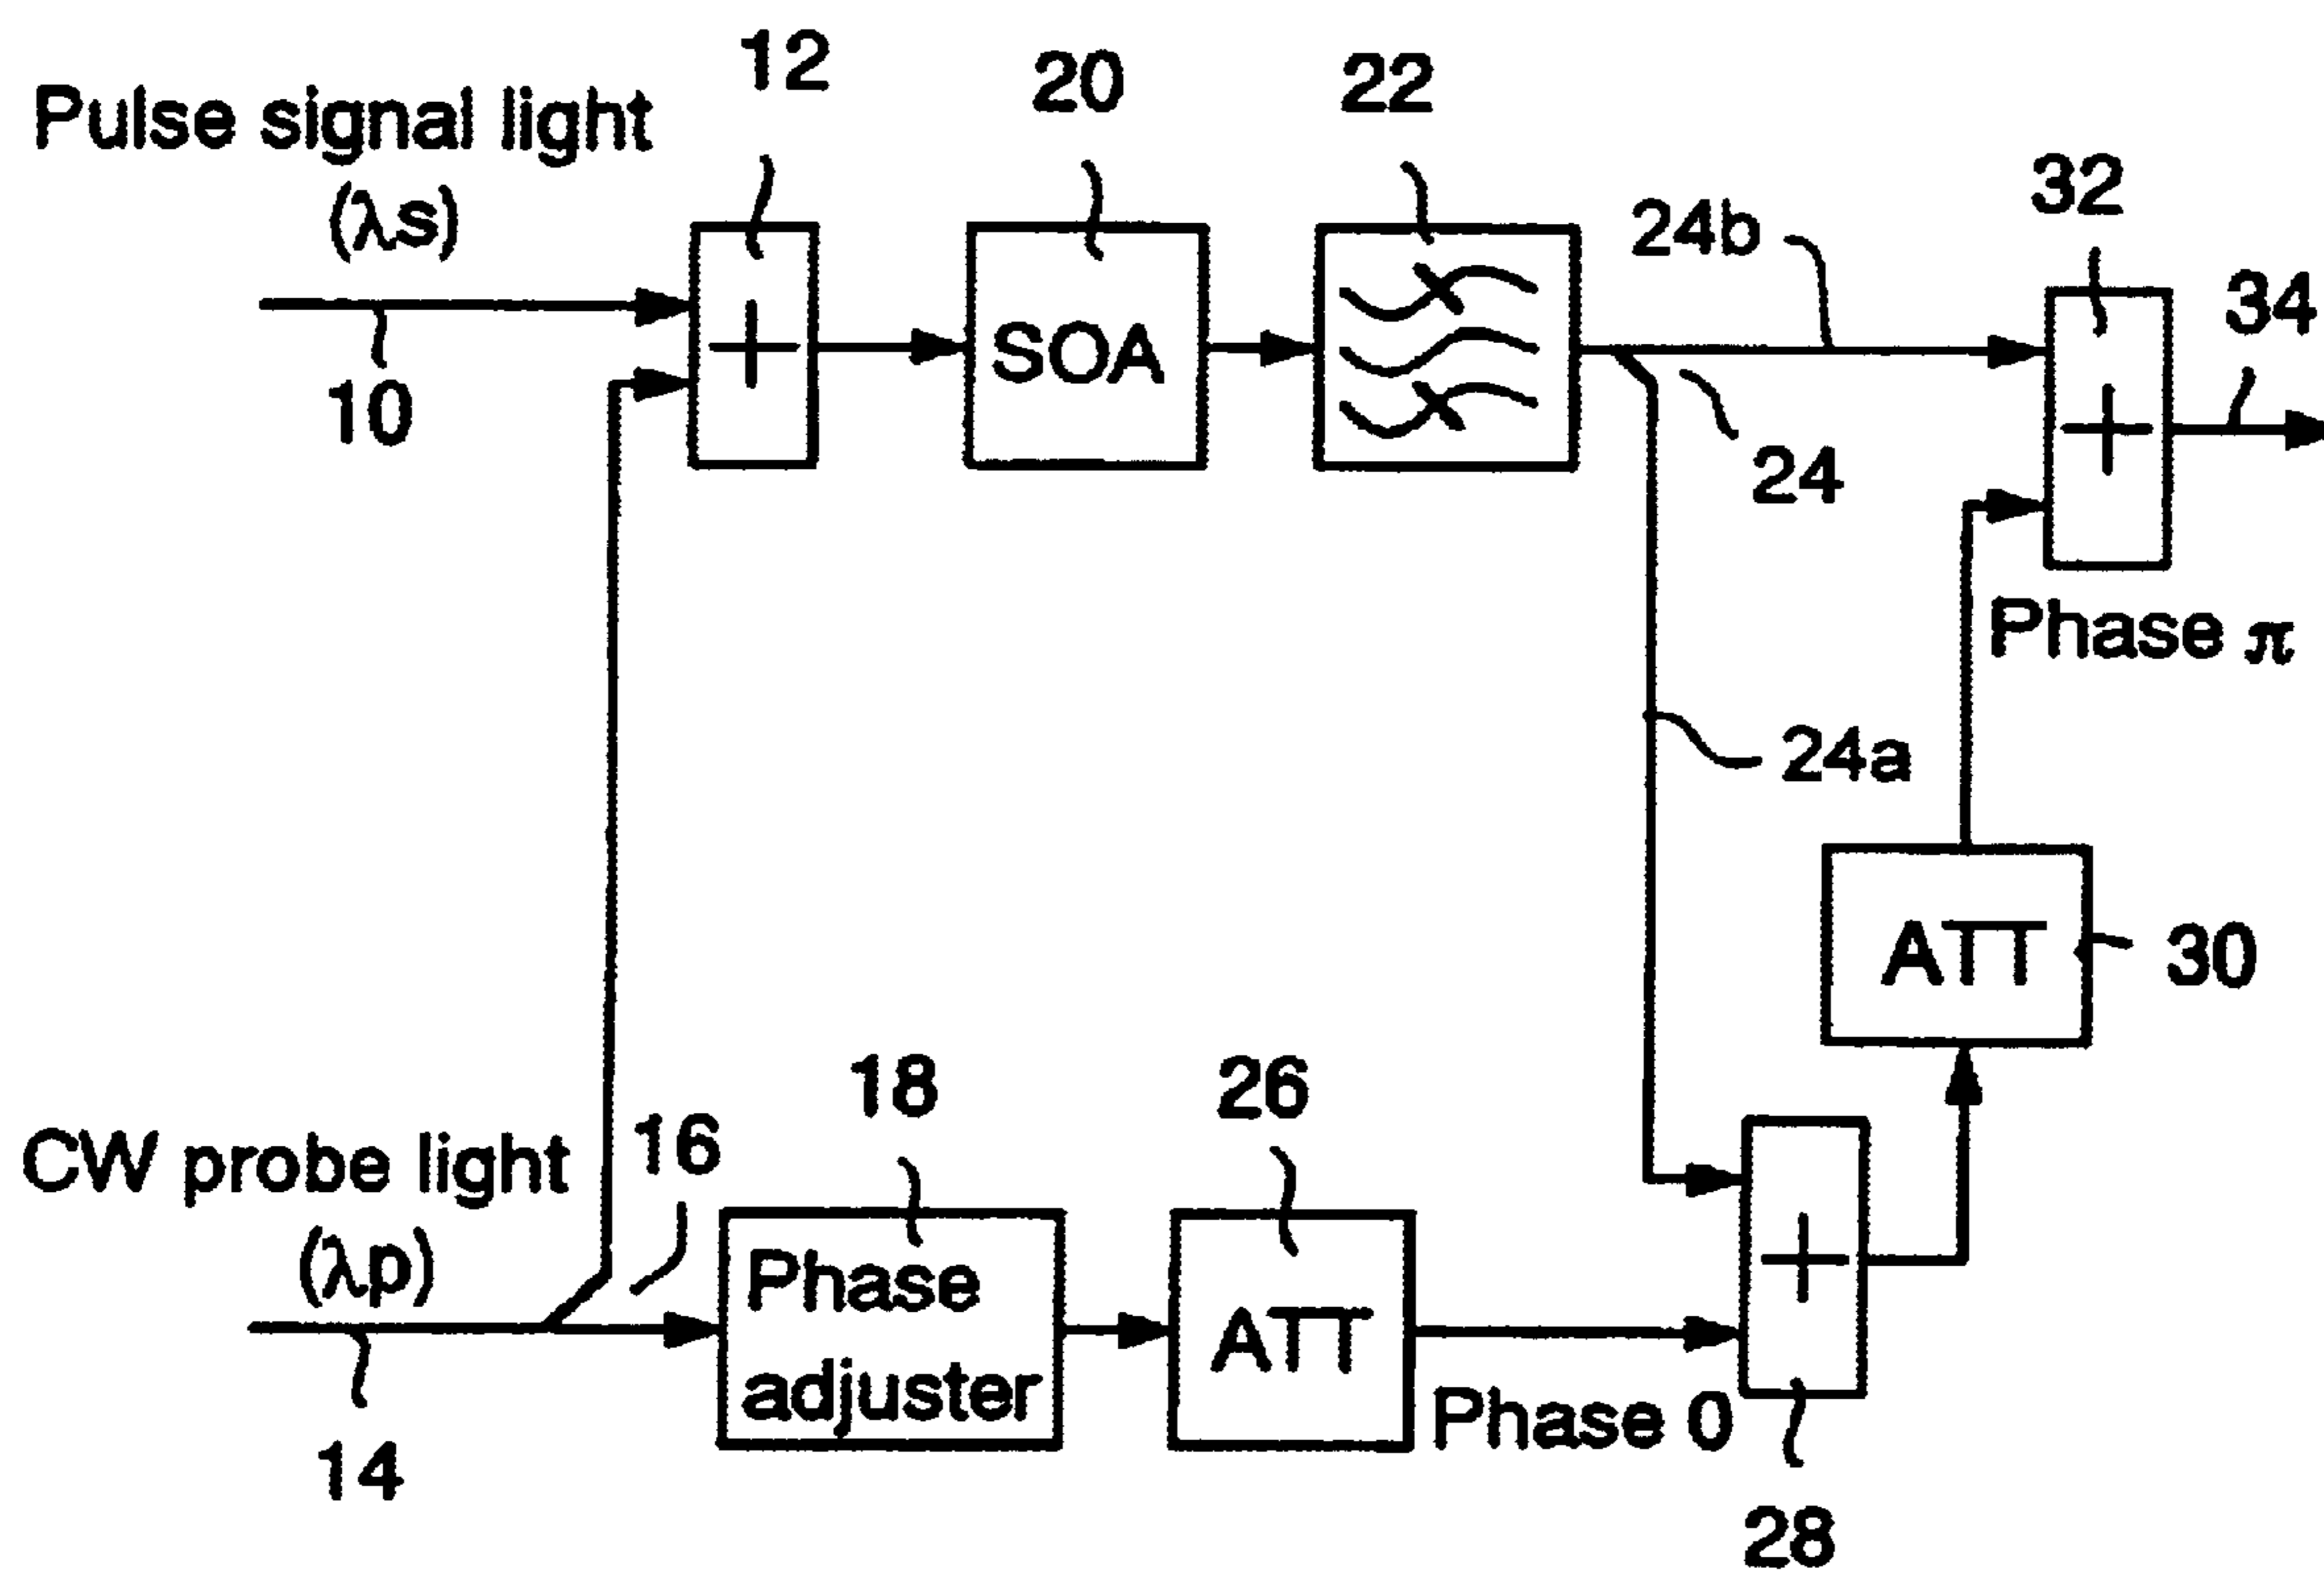 12
20
22
Pulse signal light
(λs)
10
SOA
24b
32
34
24
Phase π
24a
ATT
30
CW probe light
(λp)
14
16
18
26
Phase
adjuster
ATT
Phase 0
28